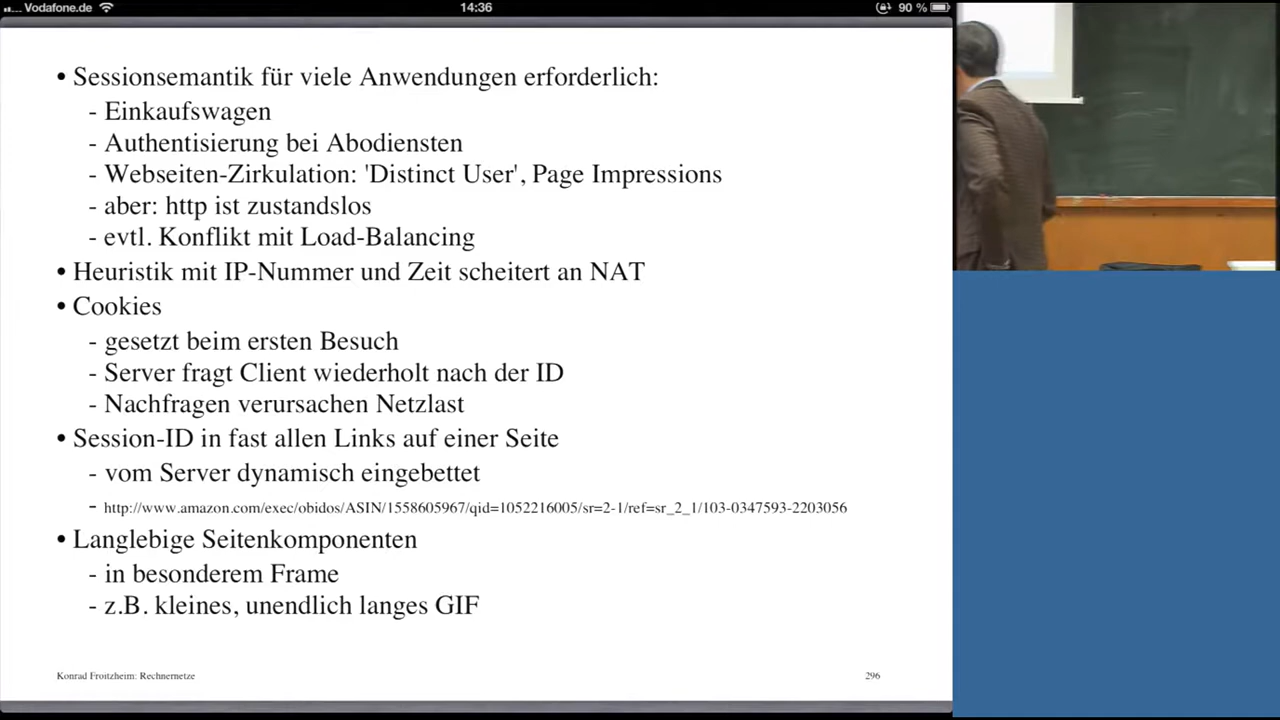 Vodafone.de 14:36 90 %
• Sessionsemantik für viele Anwendungen erforderlich:
- Einkaufswagen
- Authentisierung bei Abodiensten
- Webseiten-Zirkulation: 'Distinct User', Page Impressions
- aber: http ist zustandslos
- evtl. Konflikt mit Load-Balancing
• Heuristik mit IP-Nummer und Zeit scheitert an NAT
• Cookies
- gesetzt beim ersten Besuch
- Server fragt Client wiederholt nach der ID
- Nachfragen verursachen Netzlast
• Session-ID in fast allen Links auf einer Seite
- vom Server dynamisch eingebettet
- http://www.amazon.com/exec/obidos/ASIN/1558605967/qid=1052216005/sr=2-1/ref=sr_2_1/103-0347593-2203056
• Langlebige Seitenkomponenten
- in besonderem Frame
- z.B. kleines, unendlich langes GIF
Konrad Froitzheim: Rechnernetze 296